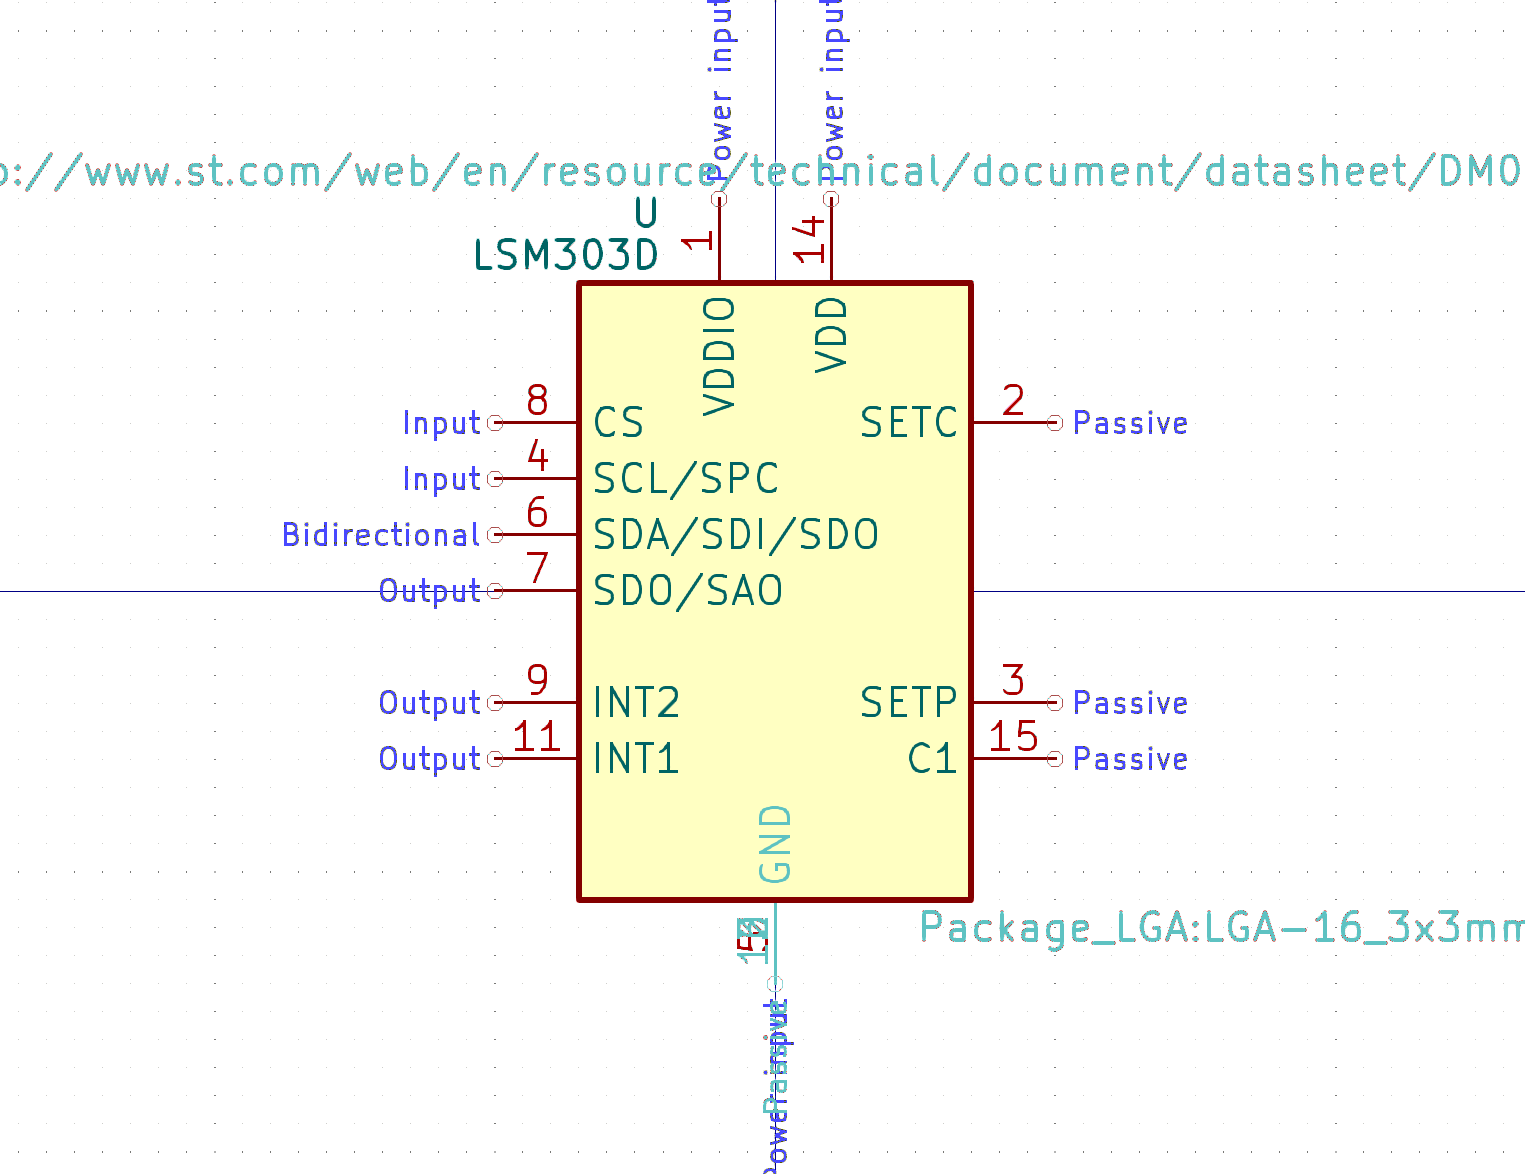 Power input
Power input
p://www.st.com/web/en/resource/technical/document/datasheet/DM0
U
LSM303D
1
14
VDDIO
VDD
Input
8
CS
SETC
2
Passive
Input
4
SCL/SPC
Bidirectional
6
SDA/SDI/SDO
Output
7
SDO/SAO
Output
9
INT2
SETP
3
Passive
Output
11
INT1
C1
15
Passive
GND
Package_LGA:LGA-16_3x3mm
Passive
Power input